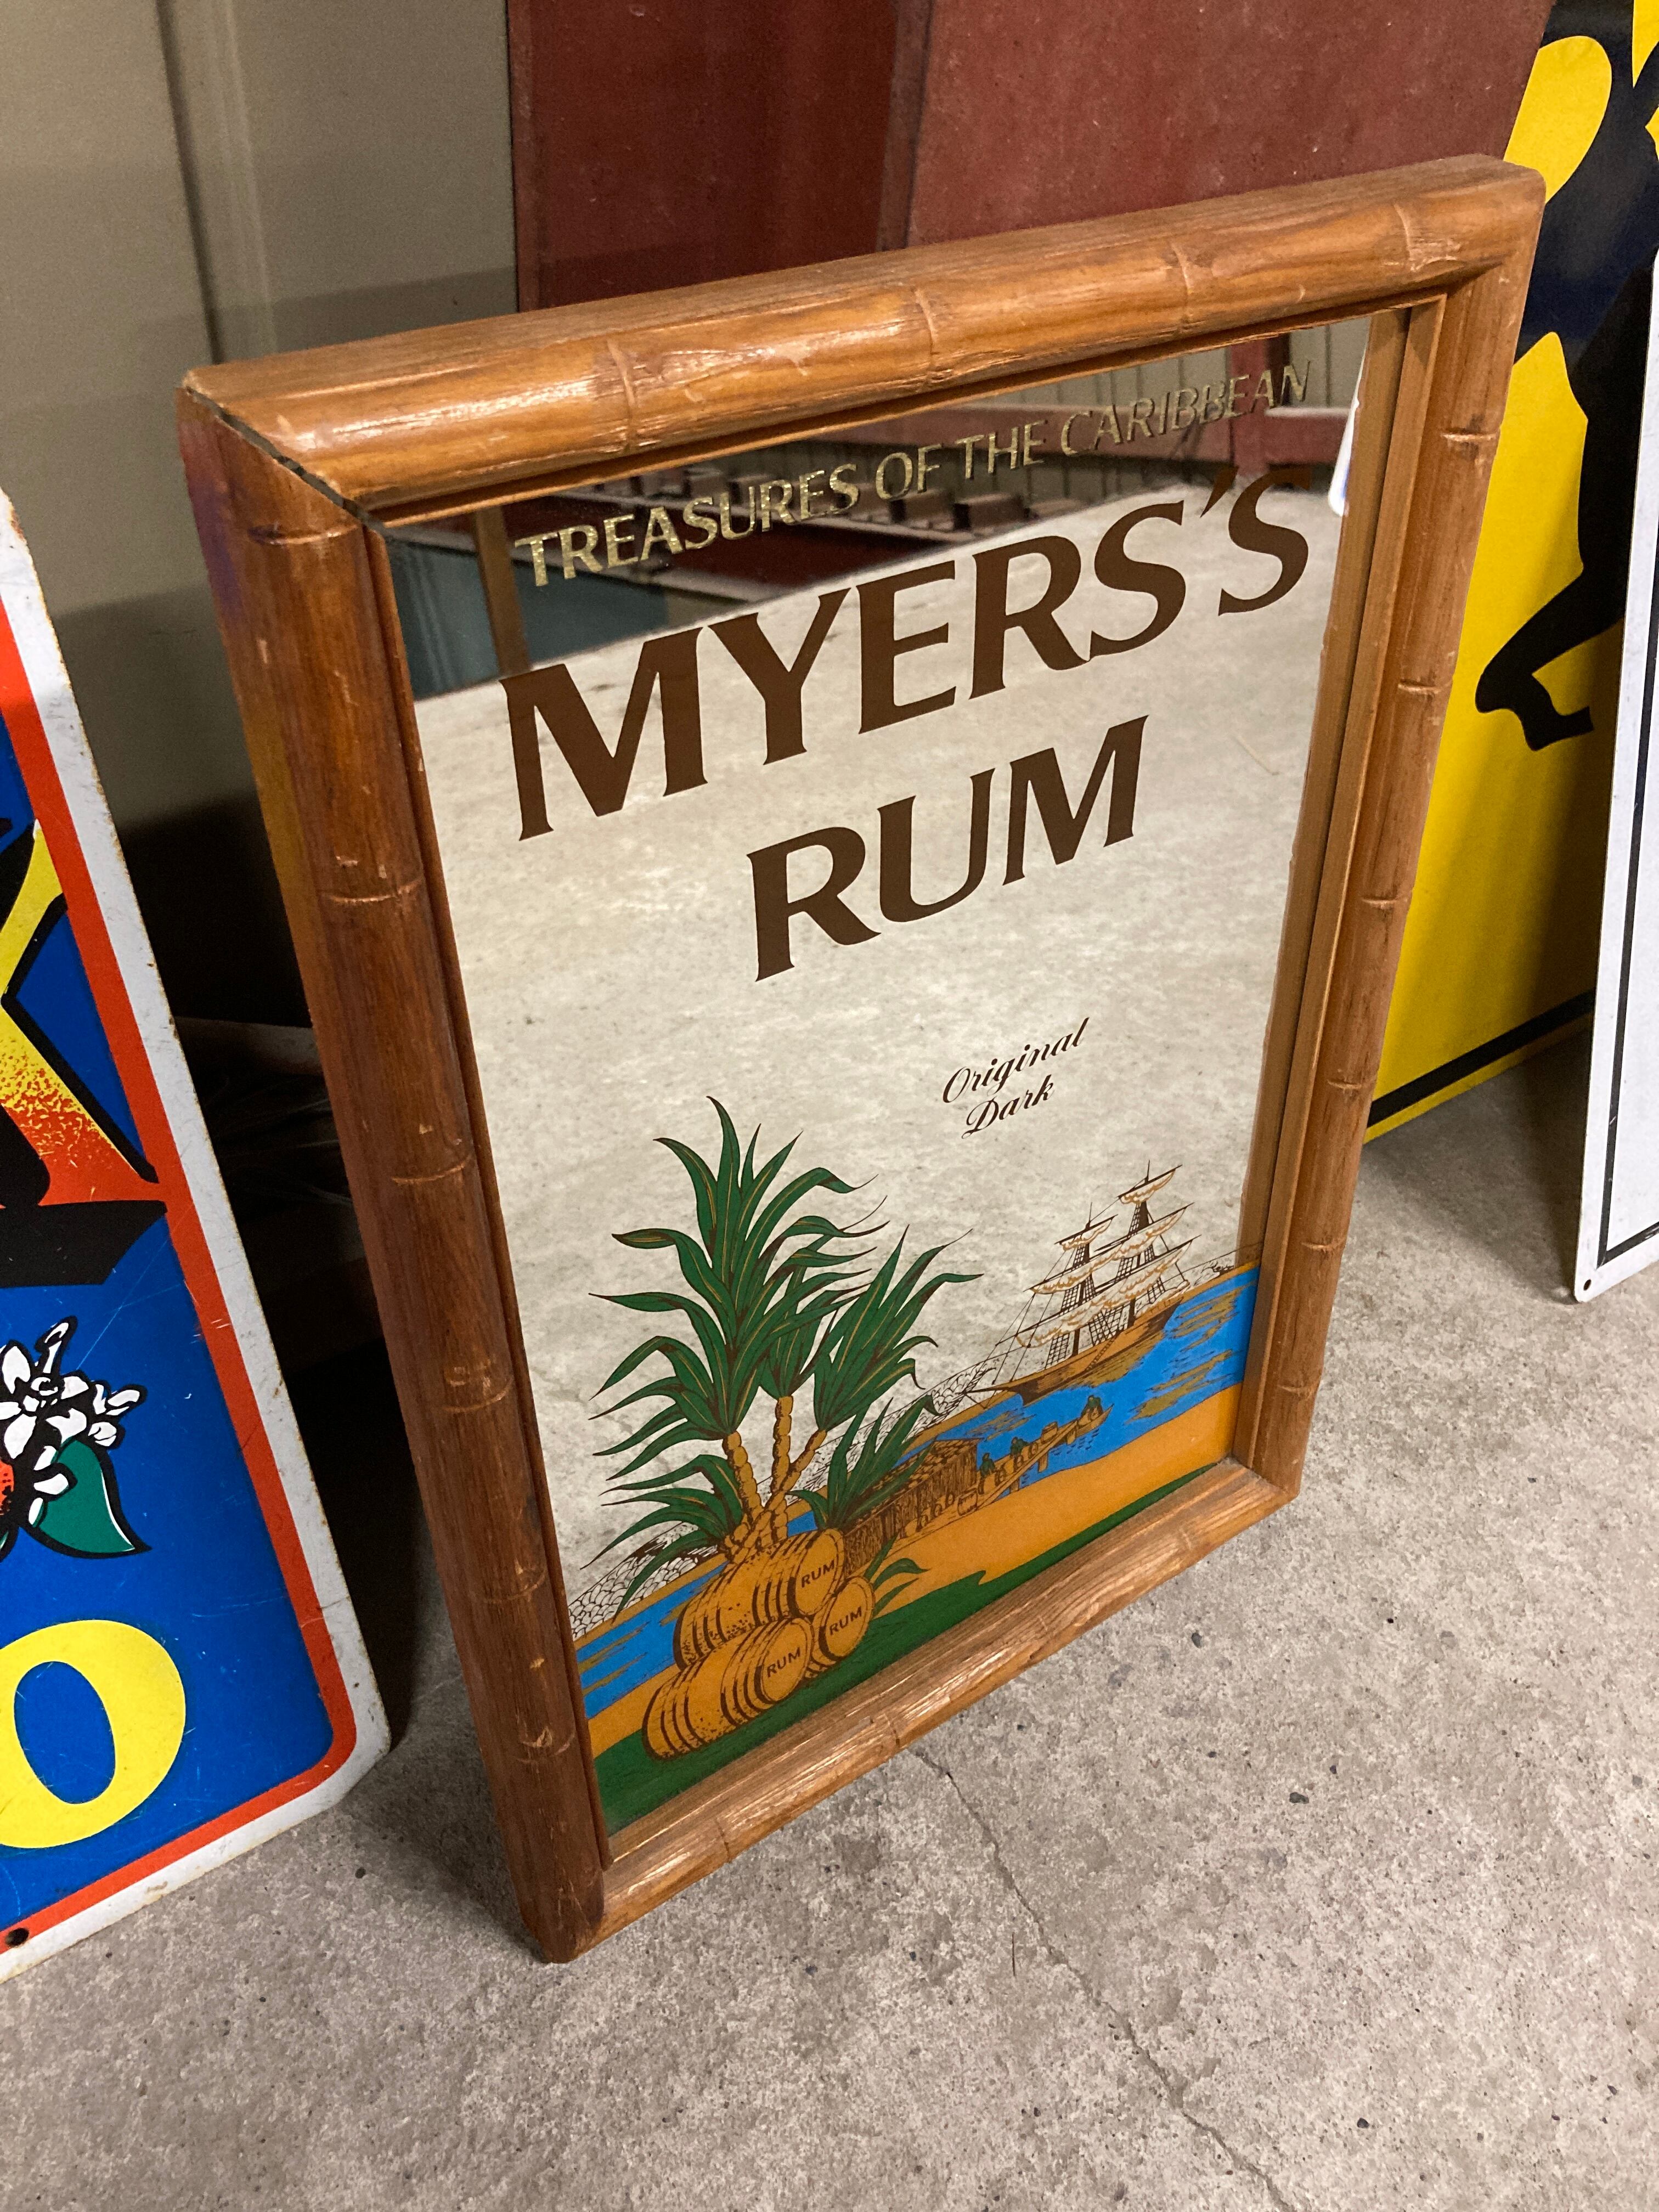 TREASURES OF THE CARIBBEAN
MYERS'S
RUM
Original
Dark
RUM
RUM
RUM
O